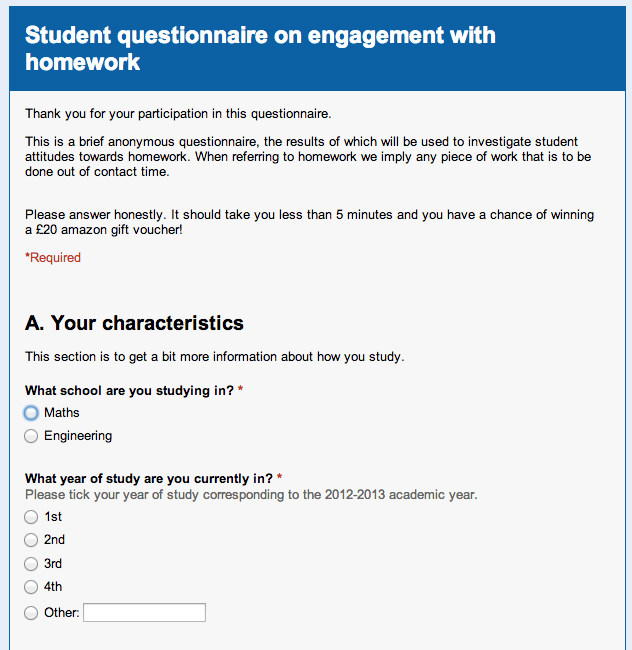 Student questionnaire on engagement with
homework
Thank you for your participation in this questionnaire.
This is a brief anonymous questionnaire, the results of which will be used to investigate student
attitudes towards homework. When referring to homework we imply any piece of work that is to be
done out of contact time.
Please answer honestly. It should take you less than 5 minutes and you have a chance of winning
a £20 amazon gift voucher!
*Required
A. Your characteristics
This section is to get a bit more information about how you study.
What school are you studying in? *
Maths
Engineering
What year of study are you currently in? *
Please tick your year of study corresponding to the 2012-2013 academic year.
1st
2nd
3rd
4th
Other: